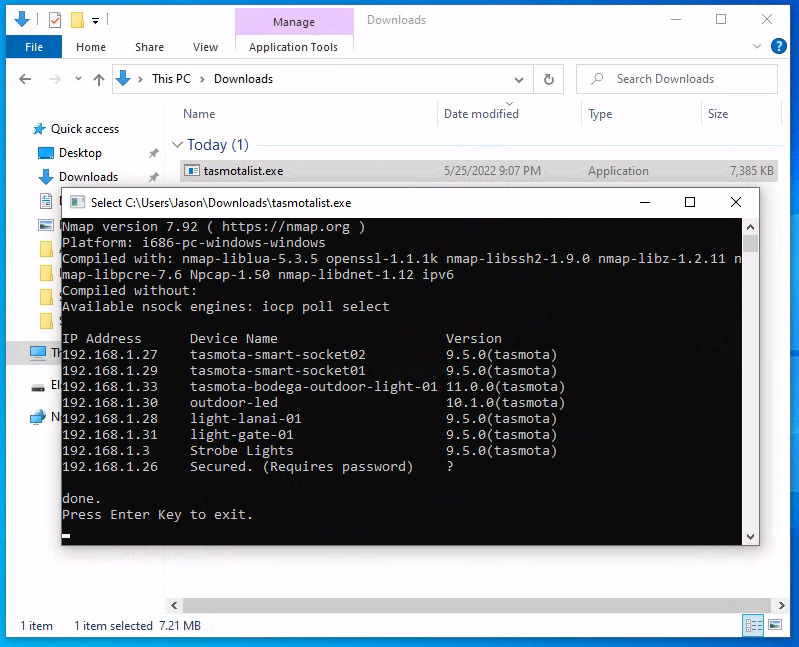 Manage
Downloads
File
Home
Share
View
Application Tools
This PC
Downloads
Search Downloads
Name
Date modified
Type
Size
Quick access
Today (1)
Desktop
tasmotalist.exe
5/25/2022 9:07 PM
Application
7,385 KB
Downloads
Select C:\Users\Jason\Downloads\tasmotalist.exe
Nmap version 7.92 ( https://nmap.org )
Platform: i686-pc-windows-windows
Compiled with: nmap-liblua-5.3.5 openssl-1.1.1k nmap-libssh2-1.9.0 nmap-libz-1.2.11 n
map-libpcre-7.6 Npcap-1.50 nmap-libdnet-1.12 ipv6
Compiled without:
Available nsock engines: iocp poll select
IP Address Device Name Version
192.168.1.27 tasmota-smart-socket02 9.5.0(tasmota)
192.168.1.29 tasmota-smart-socket01 9.5.0(tasmota)
192.168.1.33 tasmota-bodega-outdoor-light-01 11.0.0(tasmota)
192.168.1.30 outdoor-led 10.1.0(tasmota)
192.168.1.28 light-lanai-01 9.5.0(tasmota)
192.168.1.31 light-gate-01 9.5.0(tasmota)
192.168.1.3 Strobe Lights 9.5.0(tasmota)
192.168.1.26 Secured. (Requires password) ?
done.
Press Enter Key to exit.
1 item
1 item selected 7.21 MB